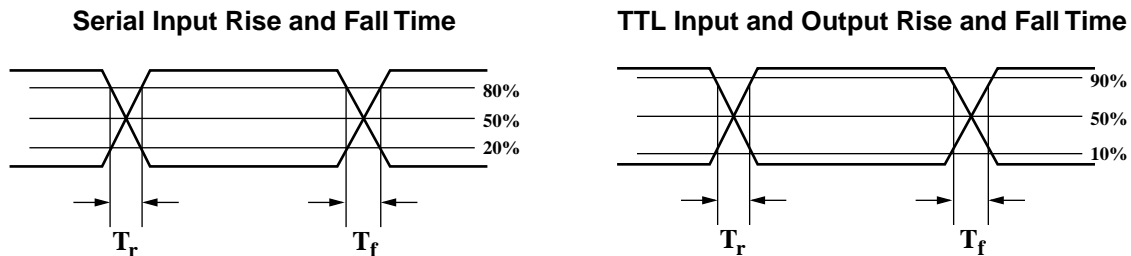 Serial Input Rise and Fall Time
80%
50%
20%
Tr
Tf
TTL Input and Output Rise and Fall Time
90%
50%
10%
Tr
Tf